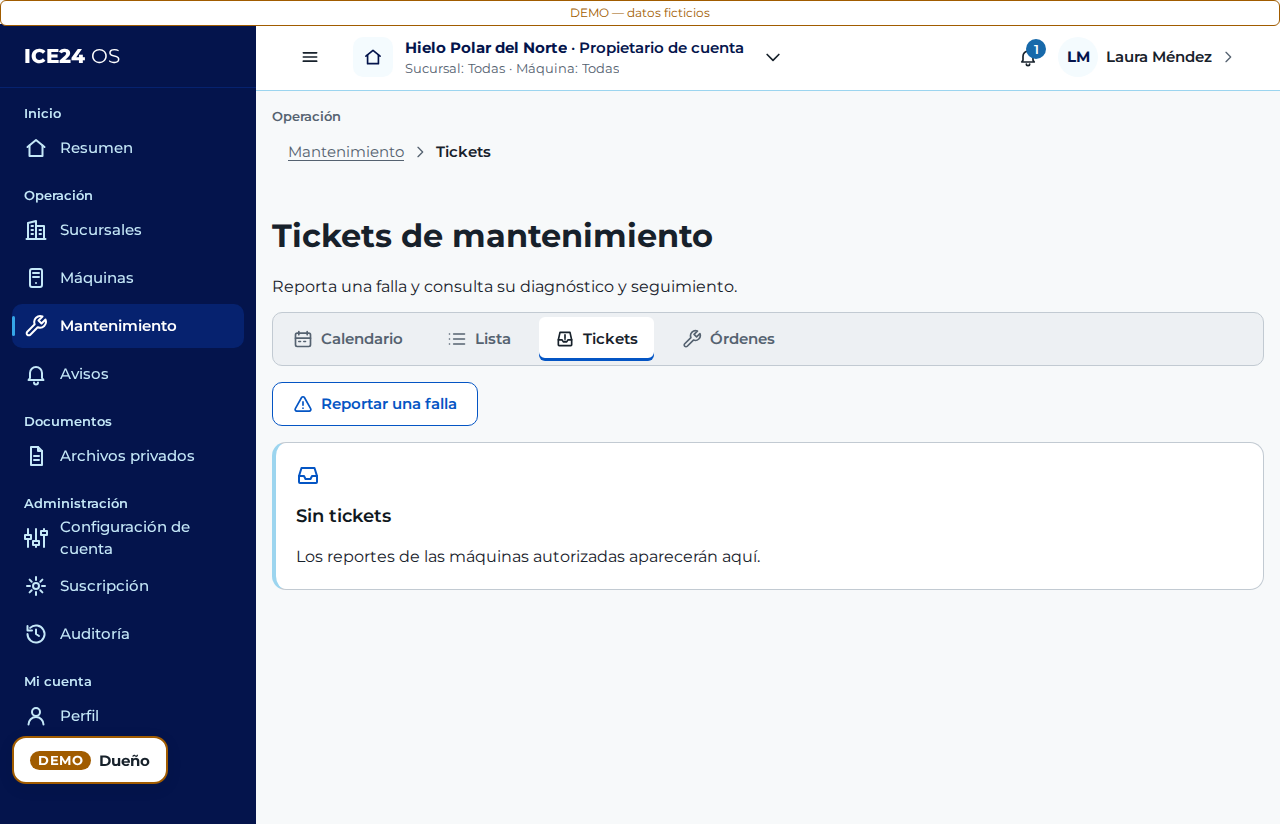 DEMO — datos ficticios
ICE24 OS
Hielo Polar del Norte · Propietario de cuenta
Sucursal: Todas · Máquina: Todas
1
LM
Laura Méndez
Inicio
Resumen
Operación
Sucursales
Máquinas
Mantenimiento
Avisos
Documentos
Archivos privados
Administración
Configuración de
cuenta
Suscripción
Auditoría
Mi cuenta
Perfil
DEMO Dueño
Operación
Mantenimiento > Tickets
Tickets de mantenimiento
Reporta una falla y consulta su diagnóstico y seguimiento.
Calendario Lista Tickets Órdenes
Reportar una falla
Sin tickets
Los reportes de las máquinas autorizadas aparecerán aquí.